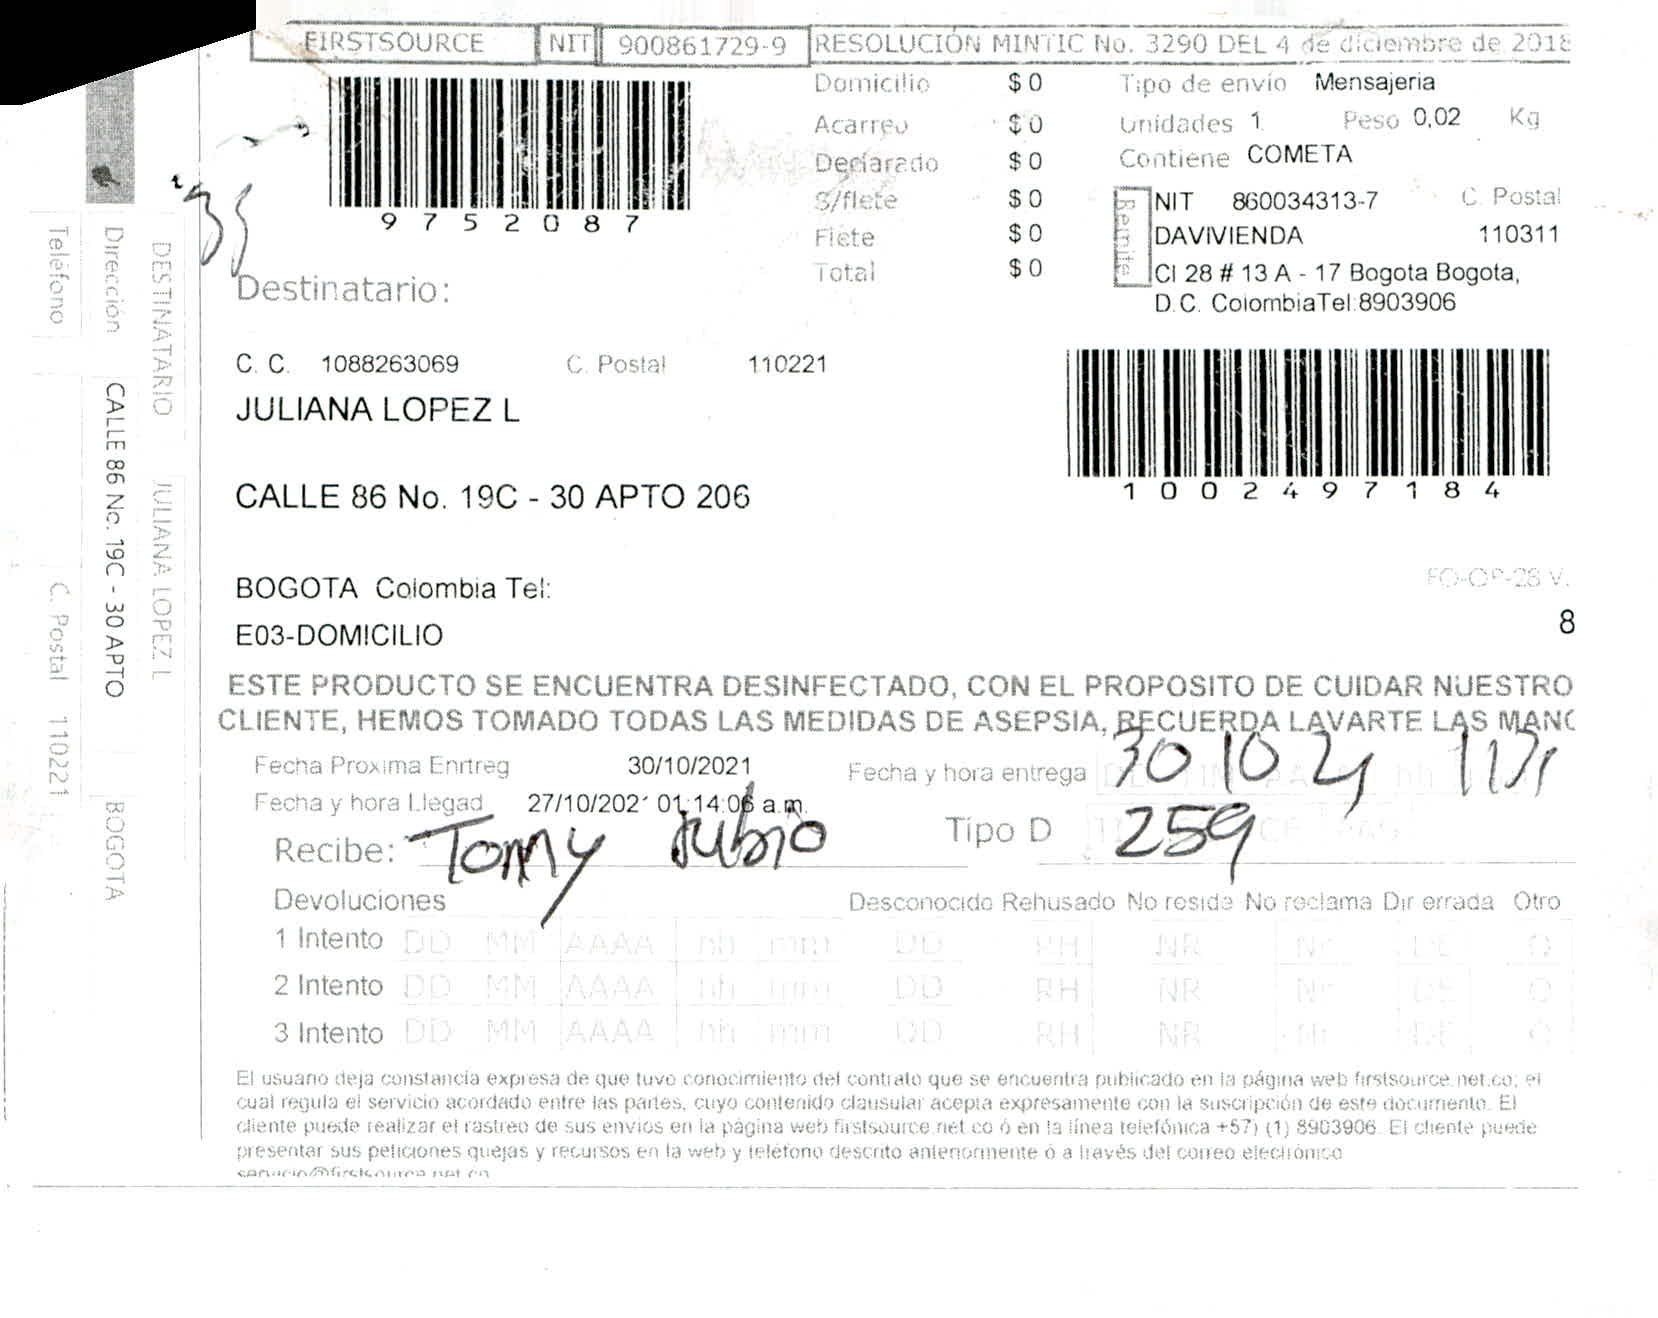 FIRSTSOURCE NIT 900861729-9 RESOLUCIÓN MINTIC No. 3290 DEL 4 de diciembre de 2018
Domicilio $ 0 Tipo de envío Mensajeria
Acarreo $ 0 Unidades 1 Peso 0,02 Kg
Declarado $ 0 Contiene COMETA
S/flete $ 0
Flete $ 0
Total $ 0
9752087
Remite
NIT 860034313-7 C. Postal
DAVIVIENDA 110311
Cl 28 # 13 A - 17 Bogota Bogota,
D.C. ColombiaTel:8903906
Destinatario:
C. C. 1088263069 C. Postal 110221
JULIANA LOPEZ L
1002497184
CALLE 86 No. 19C - 30 APTO 206
BOGOTA Colombia Tel:
FO-OP-28 V.
8
E03-DOMICILIO
ESTE PRODUCTO SE ENCUENTRA DESINFECTADO, CON EL PROPOSITO DE CUIDAR NUESTRO
CLIENTE, HEMOS TOMADO TODAS LAS MEDIDAS DE ASEPSIA, RECUERDA LAVARTE LAS MANO
Fecha Proxima Enrtreg 30/10/2021 Fecha y hora entrega 30 10 21
Fecha y hora Llegad 27/10/2021 01:14:06 a.m.
Recibe: Tommy Rubio Tipo D 259
Devoluciones Desconocido Rehusado No reside No reclama Dir errada Otro
1 Intento DD MM AAAA hh mm DD RH NR Nr DE O
2 Intento DD MM AAAA hh mm DD RH NR Nr DE O
3 Intento DD MM AAAA hh mm DD RH NR Nr DE O
El usuario deja constancia expresa de que tuvo conocimiento del contrato que se encuentra publicado en la página web firstsource.net.co; el
cual regula el servicio acordado entre las partes, cuyo contenido clausular acepta expresamente con la suscripción de este documento. El
cliente puede realizar el rastreo de sus envios en la página web firstsource.net.co ó en la línea telefónica +57) (1) 8903906. El cliente puede
presentar sus peticiones quejas y recursos en la web y teléfono descrito anteriormente ó a través del correo electrónico
servicio@firstsource.net.co
DESTINATARIO JULIANA LOPEZ L
Dirección CALLE 86 No. 19C - 30 APTO BOGOTA
Teléfono C. Postal 110221